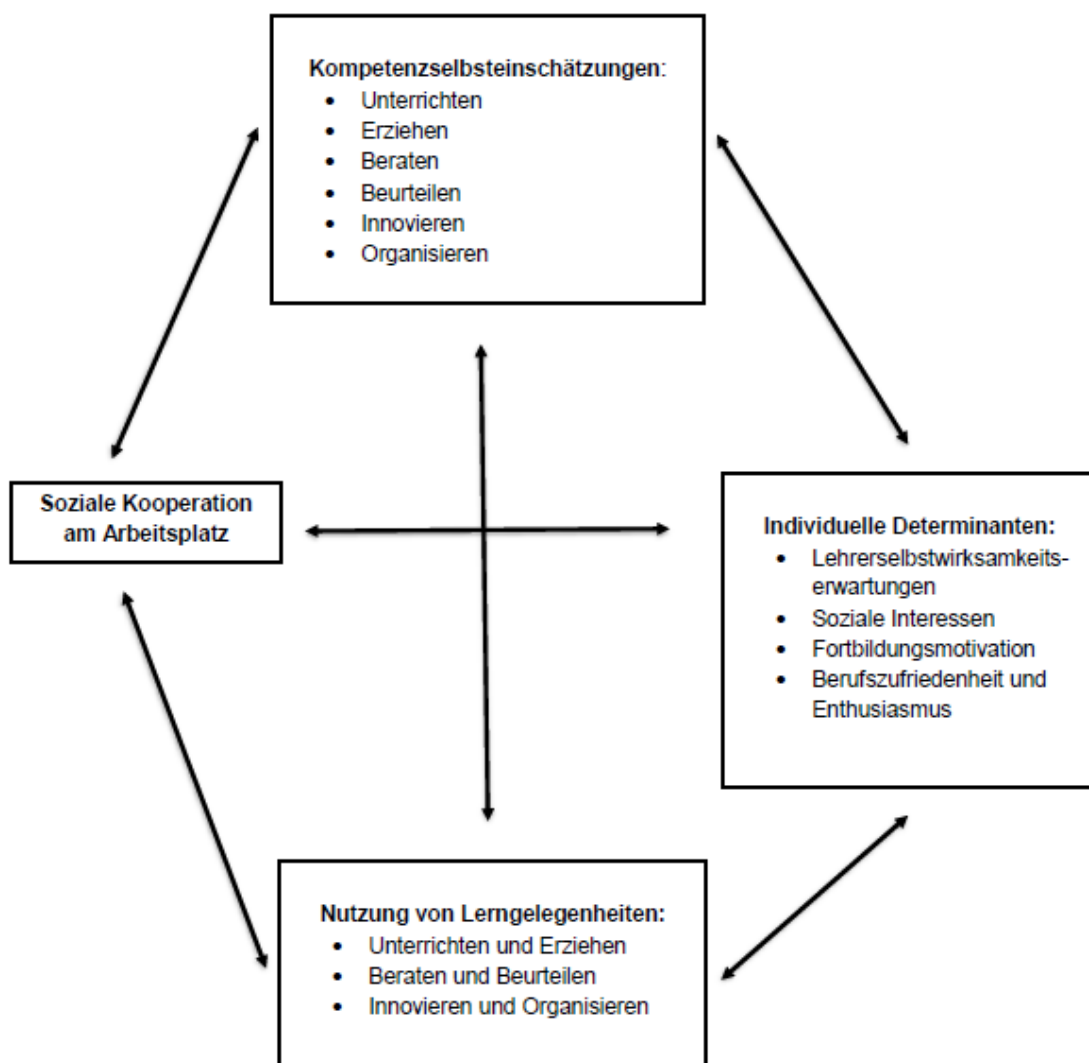 Kompetenzselbsteinschätzungen:
• Unterrichten
• Erziehen
• Beraten
• Beurteilen
• Innovieren
• Organisieren
Soziale Kooperation
am Arbeitsplatz
Individuelle Determinanten:
• Lehrerselbstwirksamkeits-
erwartungen
• Soziale Interessen
• Fortbildungsmotivation
• Berufszufriedenheit und
Enthusiasmus
Nutzung von Lerngelegenheiten:
• Unterrichten und Erziehen
• Beraten und Beurteilen
• Innovieren und Organisieren